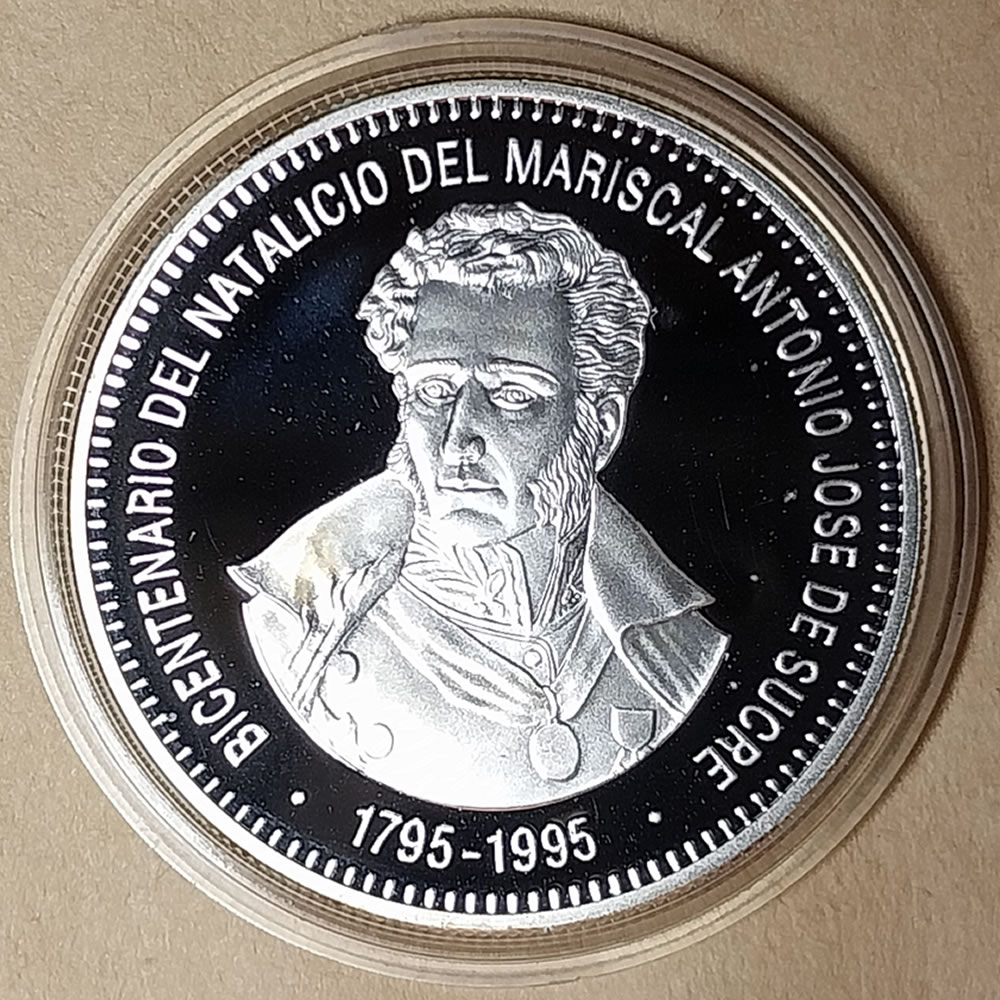 BICENTENARIO DEL NATALICIO DEL MARISCAL ANTONIO JOSE DE SUCRE
• 1795-1995 •